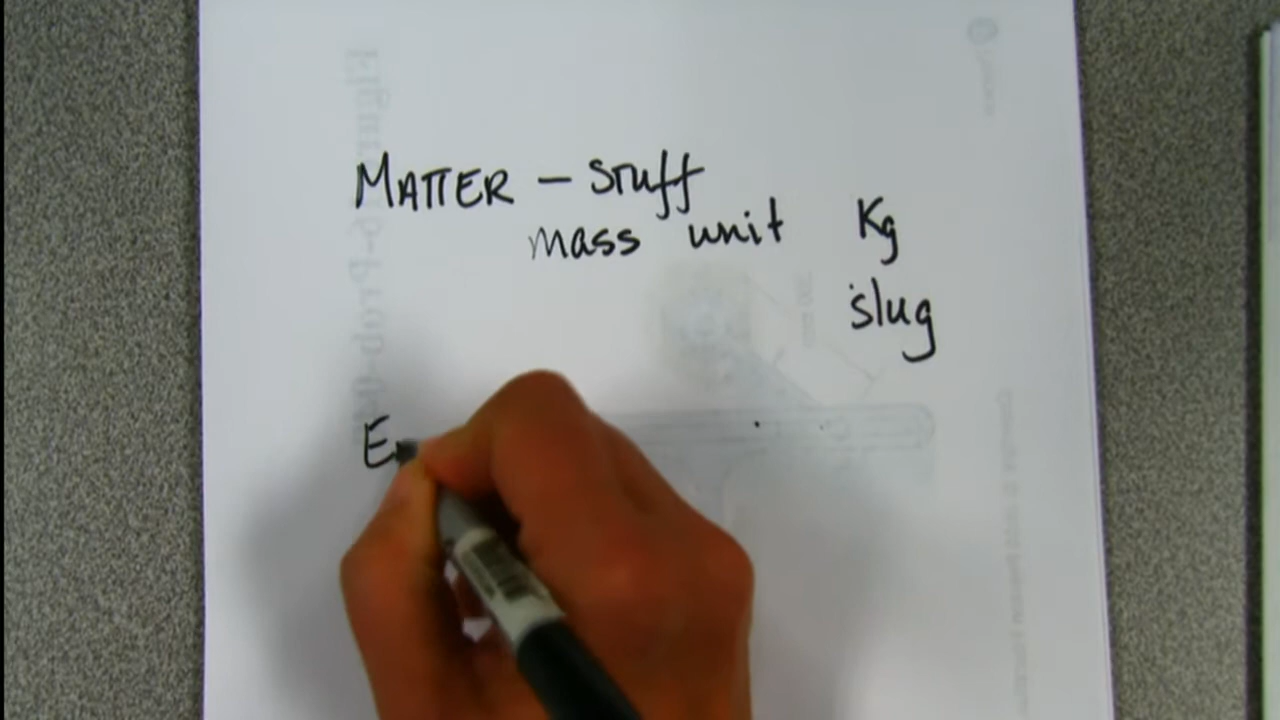 MATTER – Stuff
mass unit Kg
slug
E